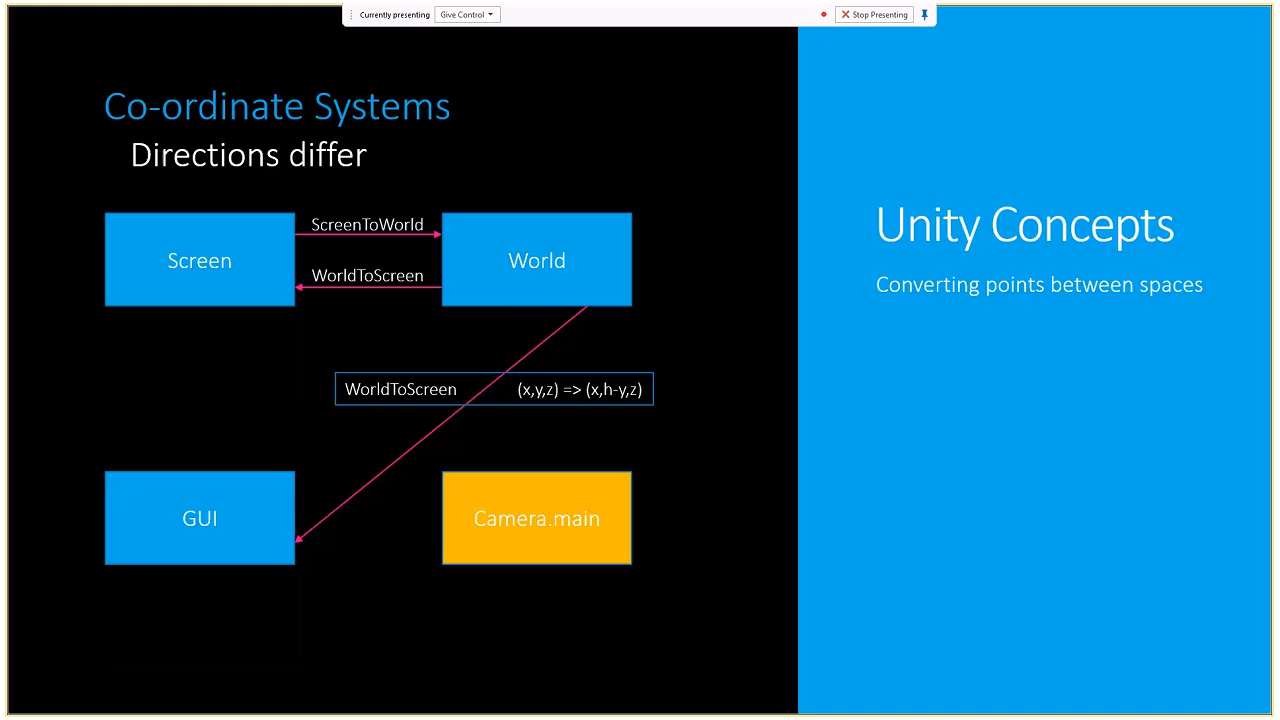 Currently presenting
Give Control
Stop Presenting
Co-ordinate Systems
Directions differ
ScreenToWorld
Screen
World
WorldToScreen
WorldToScreen (x,y,z) => (x,h-y,z)
GUI
Camera.main
Unity Concepts
Converting points between spaces